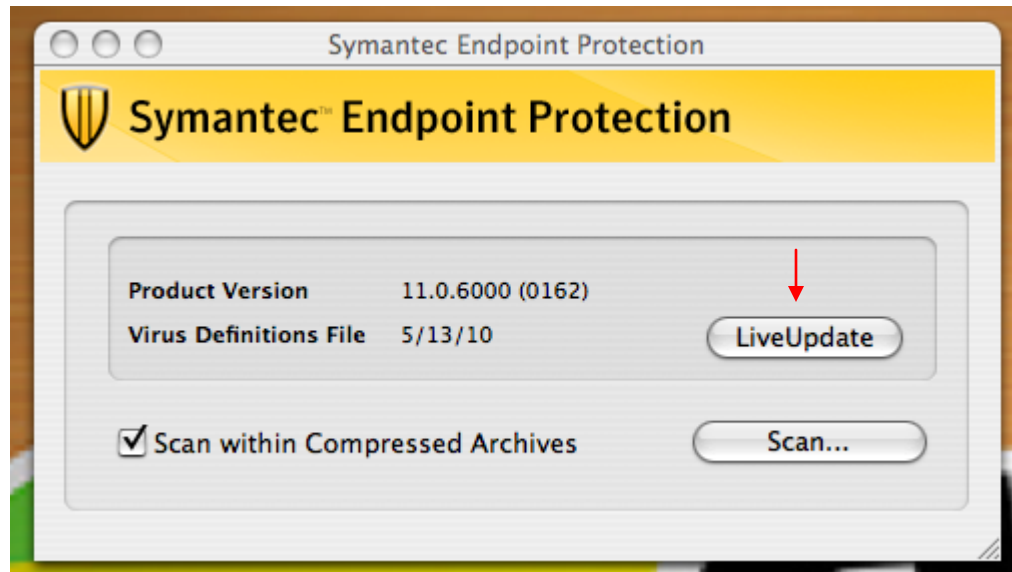 Symantec Endpoint Protection
Symantec™ Endpoint Protection
Product Version 11.0.6000 (0162)
Virus Definitions File 5/13/10 LiveUpdate
Scan within Compressed Archives Scan...